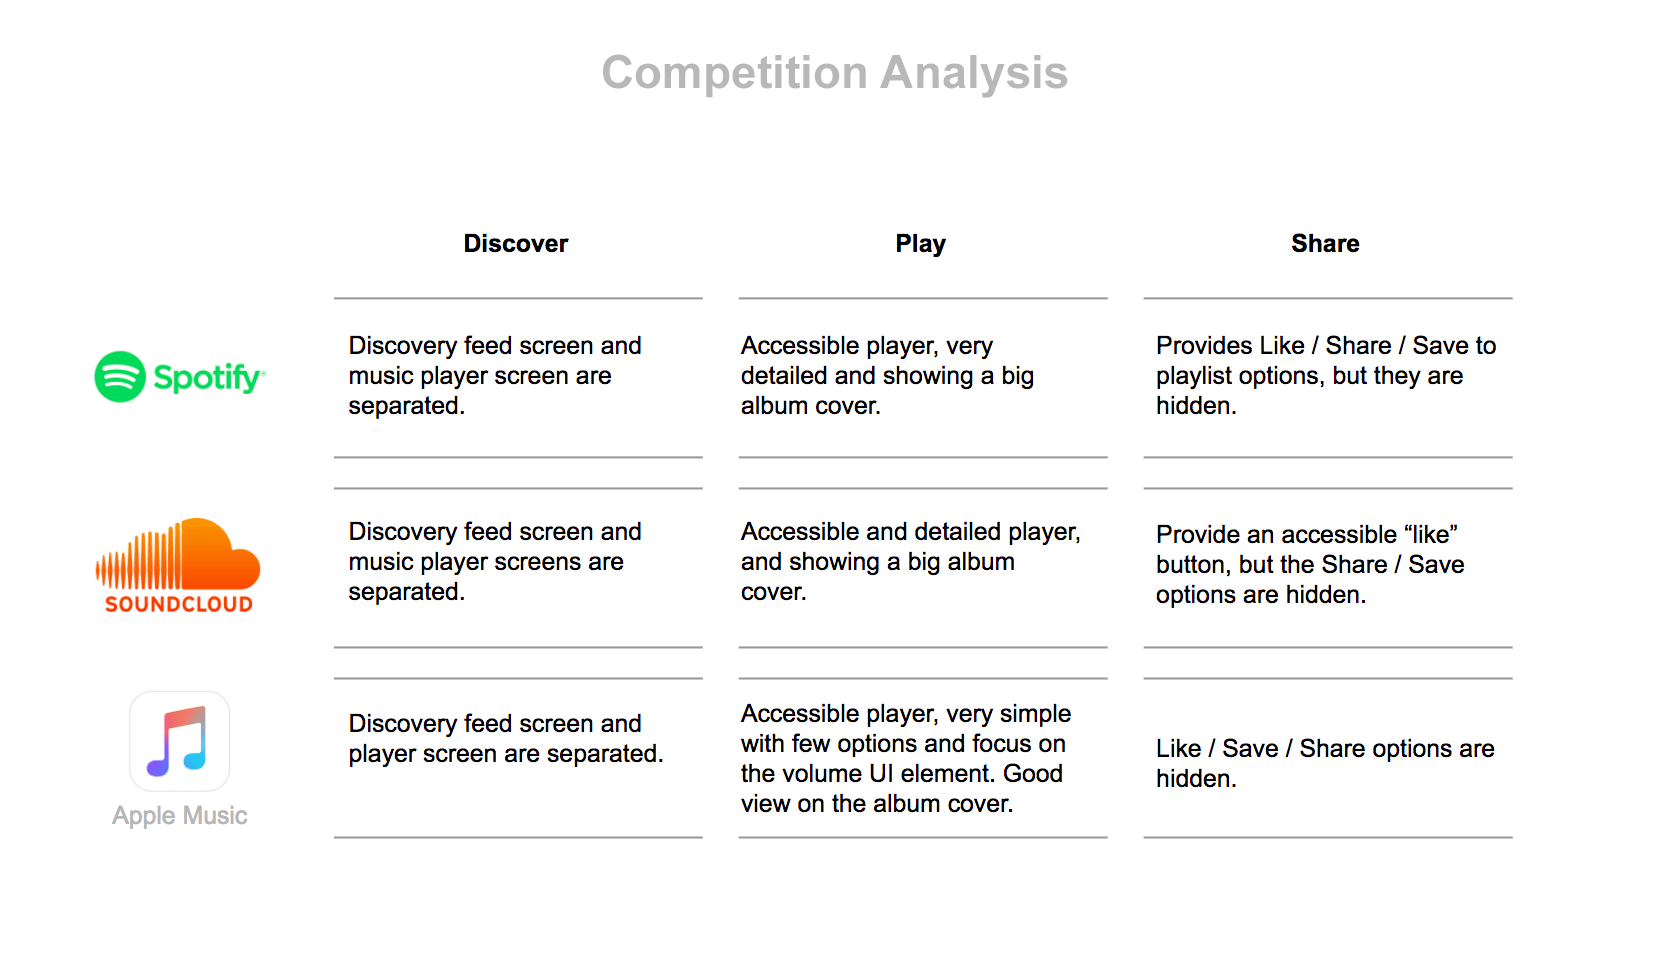 Competition Analysis
Discover
Play
Share
Spotify
Discovery feed screen and
music player screen are
separated.
Accessible player, very
detailed and showing a big
album cover.
Provides Like / Share / Save to
playlist options, but they are
hidden.
SOUNDCLOUD
Discovery feed screen and
music player screens are
separated.
Accessible and detailed player,
and showing a big album
cover.
Provide an accessible “like”
button, but the Share / Save
options are hidden.
Apple Music
Discovery feed screen and
player screen are separated.
Accessible player, very simple
with few options and focus on
the volume UI element. Good
view on the album cover.
Like / Save / Share options are
hidden.